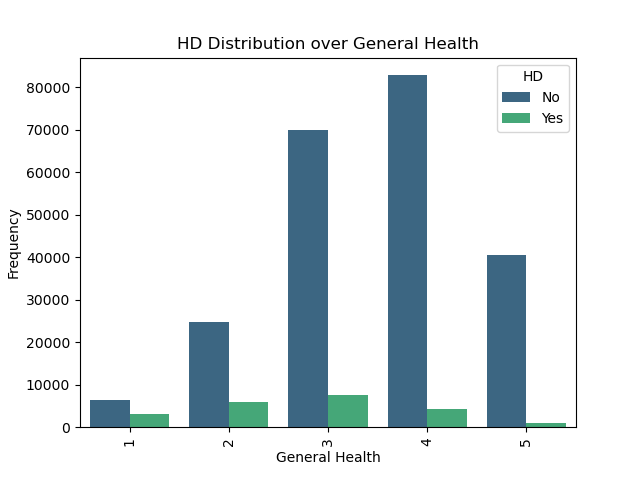 HD Distribution over General Health
HD
No
Yes
Frequency
80000
70000
60000
50000
40000
30000
20000
10000
0
1
2
3
4
5
General Health